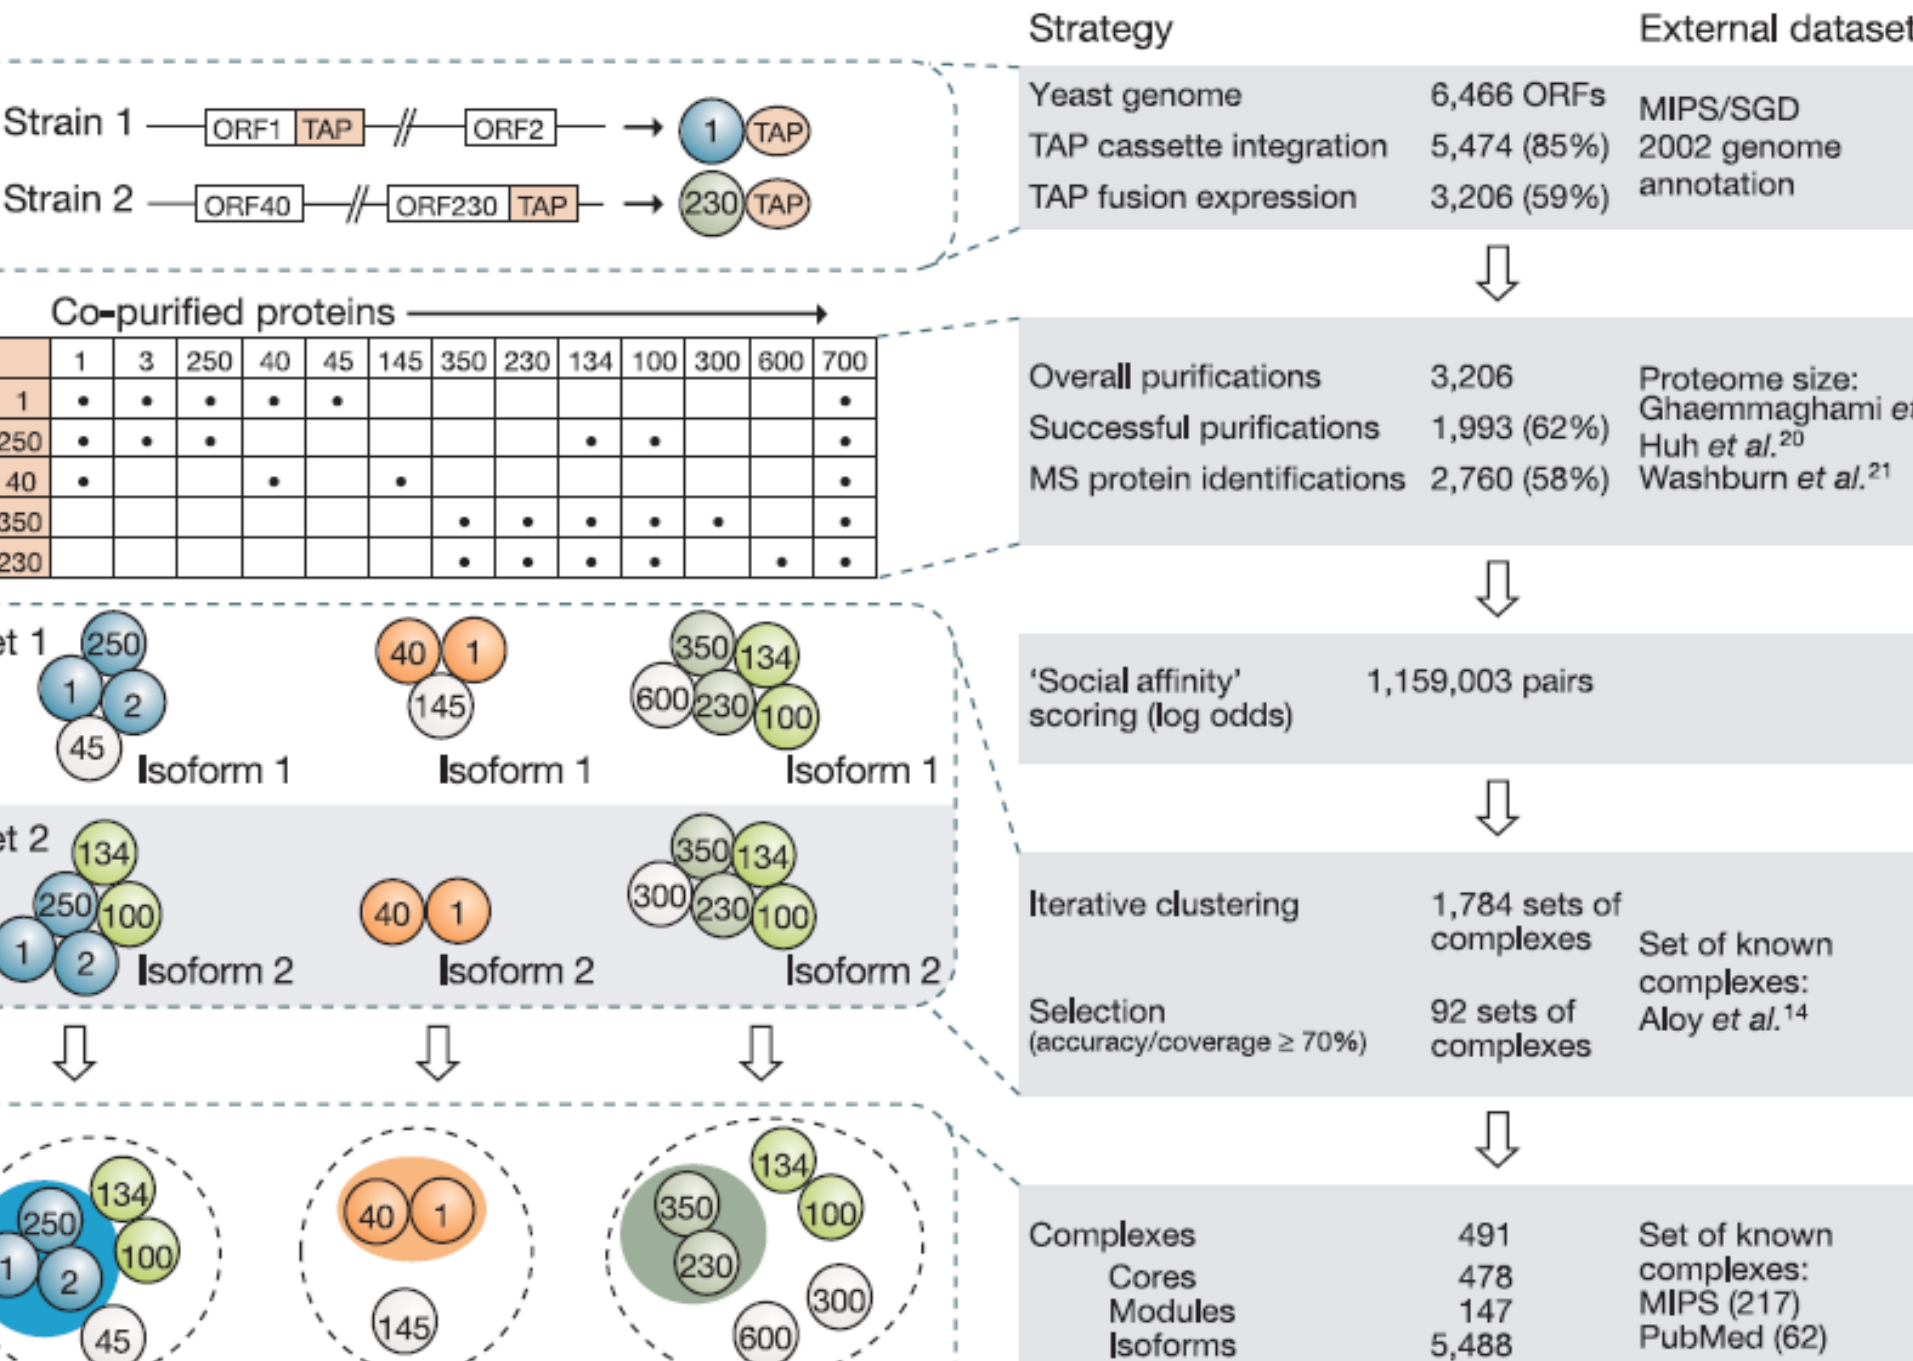 Strategy
External dataset
Strain 1
ORF1
TAP
ORF2
1
TAP
Strain 2
ORF40
ORF230
TAP
230
TAP
Yeast genome 6,466 ORFs
TAP cassette integration 5,474 (85%)
TAP fusion expression 3,206 (59%)
MIPS/SGD
2002 genome
annotation
Co-purified proteins
1 3 250 40 45 145 350 230 134 100 300 600 700
1
250
40
350
230
Overall purifications 3,206
Successful purifications 1,993 (62%)
MS protein identifications 2,760 (58%)
Proteome size:
Ghaemmaghami et
Huh et al.20
Washburn et al.21
et 1
250
1
2
45
Isoform 1
40
1
145
Isoform 1
350
134
600
230
100
Isoform 1
'Social affinity' 1,159,003 pairs
scoring (log odds)
et 2
134
250
100
1
2
Isoform 2
40
1
Isoform 2
350
134
300
230
100
Isoform 2
Iterative clustering 1,784 sets of
complexes
Selection 92 sets of
(accuracy/coverage ≥ 70%) complexes
Set of known
complexes:
Aloy et al.14
134
250
100
1
2
45
40
1
145
134
350
100
230
300
600
Complexes 491
Cores 478
Modules 147
Isoforms 5,488
Set of known
complexes:
MIPS (217)
PubMed (62)